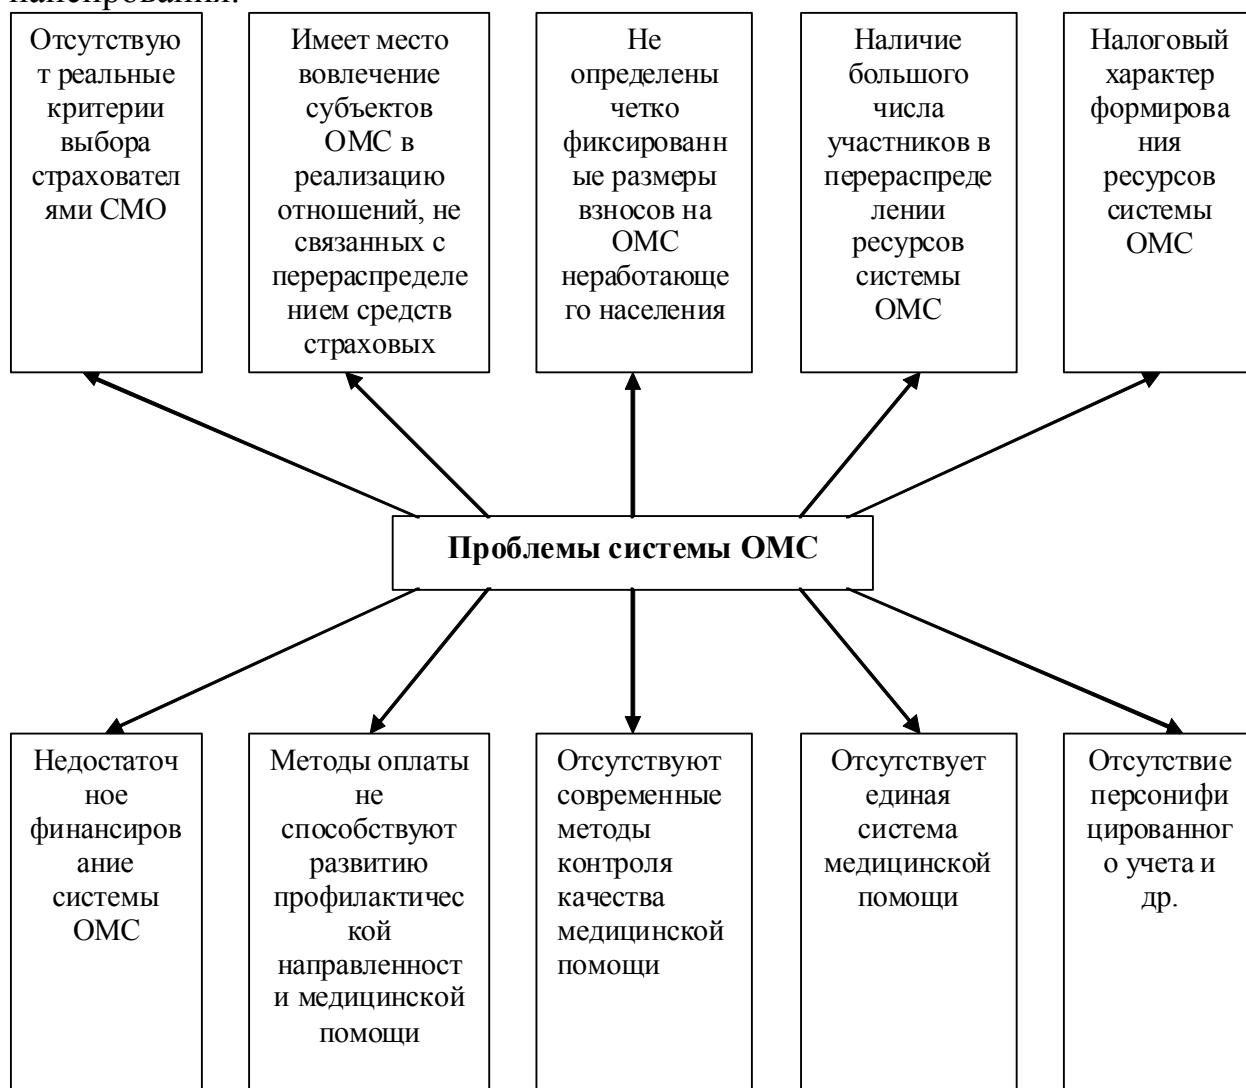 Отсутствую
т реальные
критерии
выбора
страховател
ями СМО
Имеет место
вовлечение
субъектов
ОМС в
реализацию
отношений, не
связанных с
перераспределе
нием средств
страховых
Не
определены
четко
фиксированн
ые размеры
взносов на
ОМС
неработающе
го населения
Наличие
большого
числа
участников в
перераспреде
лении
ресурсов
системы
ОМС
Налоговый
характер
формирова
ния
ресурсов
системы
ОМС
Проблемы системы ОМС
Недостаточ
ное
финансиров
ание
системы
ОМС
Методы оплаты
не
способствуют
развитию
профилактичес
кой
направленност
и медицинской
помощи
Отсутствуют
современные
методы
контроля
качества
медицинской
помощи
Отсутствует
единая
система
медицинской
помощи
Отсутствие
персонифи
цированног
о учета и
др.